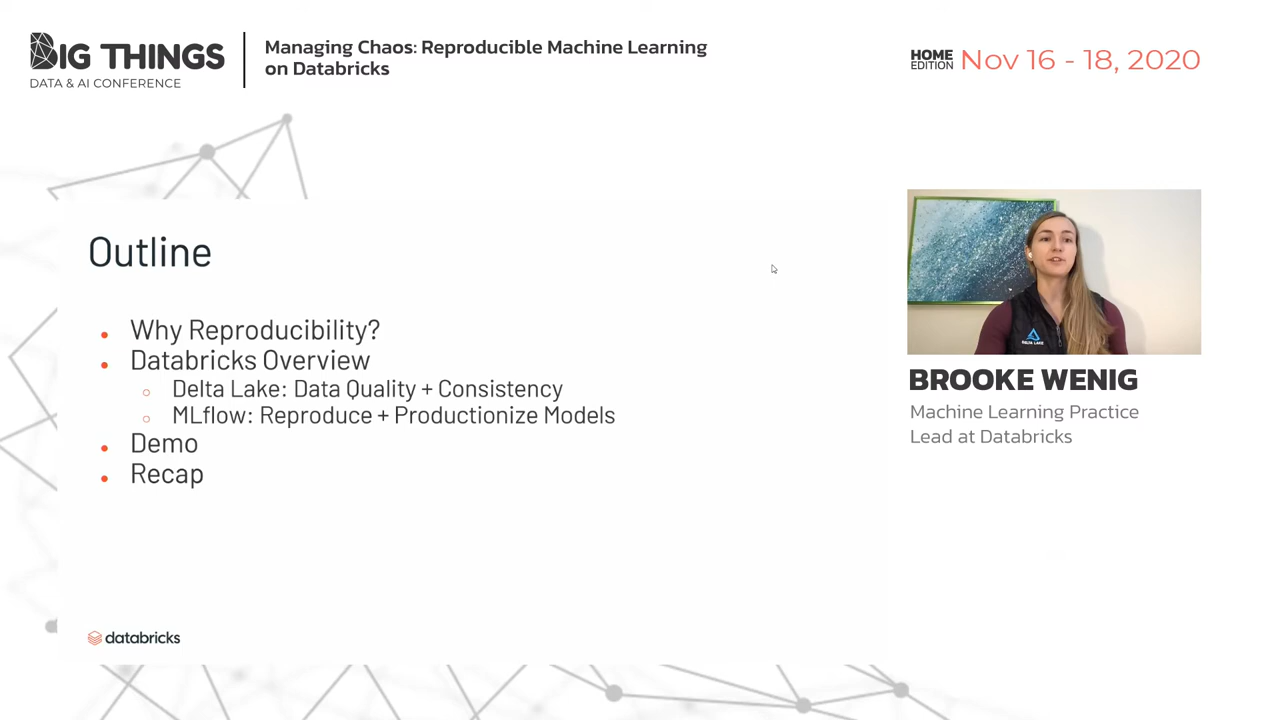 BIG THINGS
DATA & AI CONFERENCE
Managing Chaos: Reproducible Machine Learning
on Databricks
HOME
EDITION
Nov 16 - 18, 2020
Outline
Why Reproducibility?
Databricks Overview
Delta Lake: Data Quality + Consistency
MLflow: Reproduce + Productionize Models
Demo
Recap
databricks
DELTA LAKE
BROOKE WENIG
Machine Learning Practice
Lead at Databricks